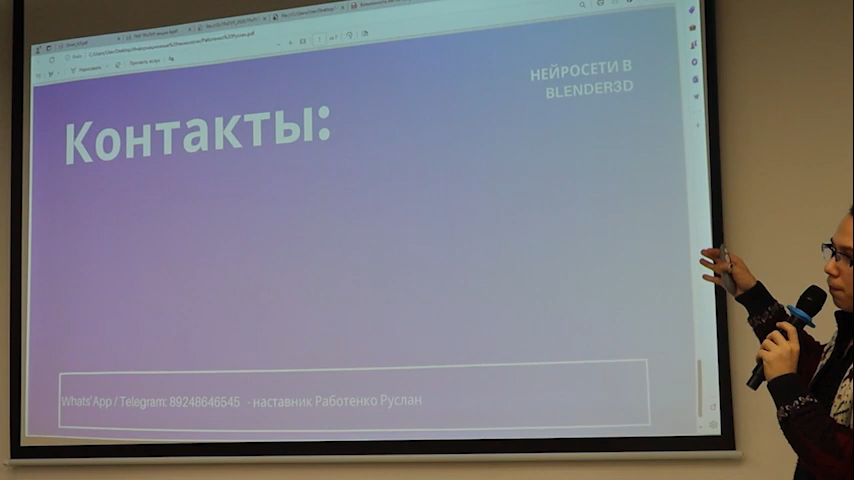 НЕЙРОСЕТИ В
BLENDER3D
Контакты:
Whats'App / Telegram: 89248646545 - наставник Работенко Руслан